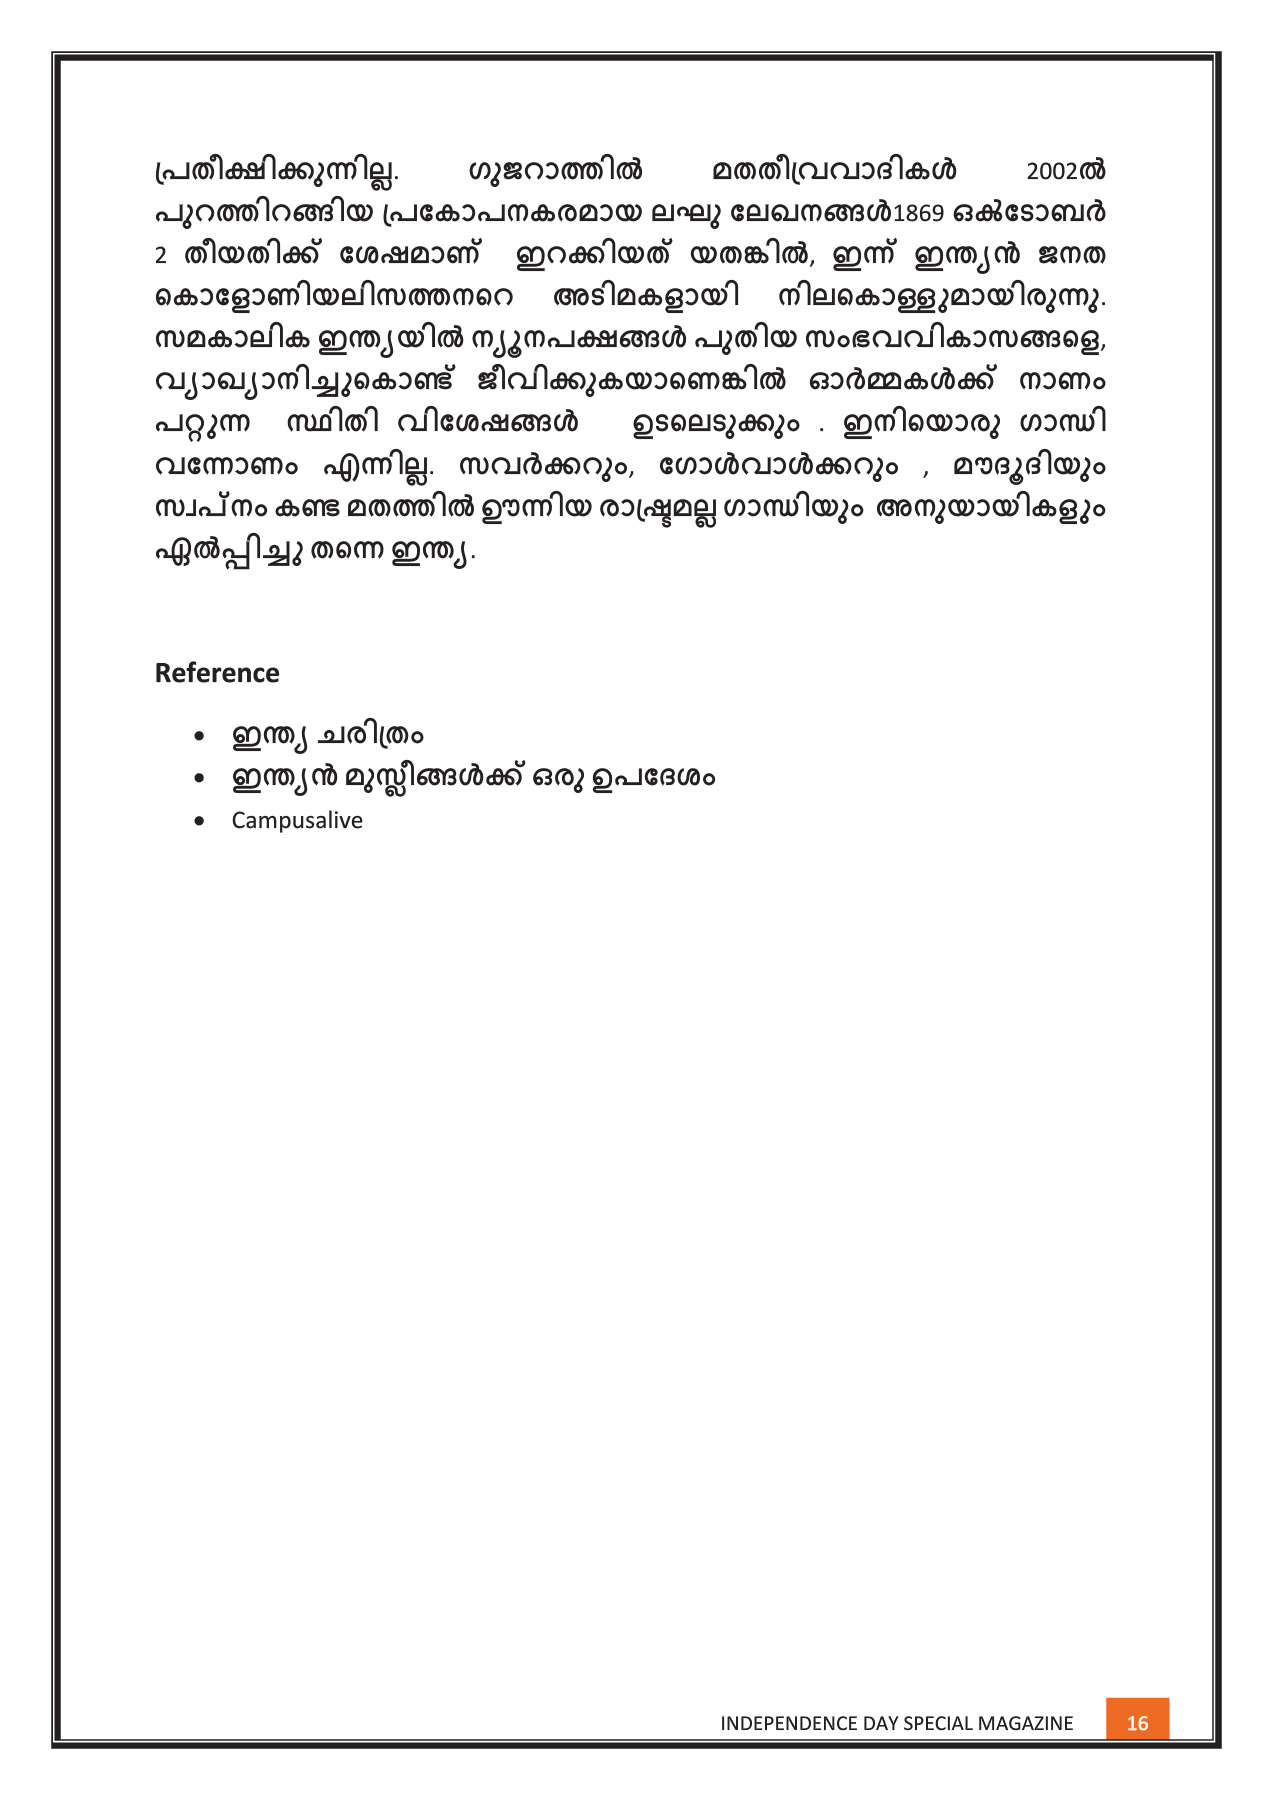 പ്രതീക്ഷിക്കുന്നില്ല. ഗുജറാത്തിൽ മതതീവ്രവാദികൾ 2002ൽ
പുറത്തിറങ്ങിയ പ്രകോപനകരമായ ലഘു ലേഖനങ്ങൾ1869 ഒൿടോബർ
2 തീയതിക്ക് ശേഷമാണ് ഇറക്കിയത് യതങ്കിൽ, ഇന്ന് ഇന്ത്യൻ ജനത
കൊളോണിയലിസത്തനറെ അടിമകളായി നിലകൊള്ളുമായിരുന്നു.
സമകാലിക ഇന്ത്യയിൽ ന്യൂനപക്ഷങ്ങൾ പുതിയ സംഭവവികാസങ്ങളെ,
വ്യാഖ്യാനിച്ചുകൊണ്ട് ജീവിക്കുകയാണെങ്കിൽ ഓർമ്മകൾക്ക് നാണം
പറ്റുന്ന സ്ഥിതി വിശേഷങ്ങൾ ഉടലെടുക്കും . ഇനിയൊരു ഗാന്ധി
വന്നോണം എന്നില്ല. സവർക്കറും, ഗോൾവാൾക്കറും , മൗദൂദിയും
സ്വപ്നം കണ്ട മതത്തിൽ ഊന്നിയ രാഷ്ട്രമല്ല ഗാന്ധിയും അനുയായികളും
ഏൽപ്പിച്ചു തന്നെ ഇന്ത്യ.
Reference
• ഇന്ത്യ ചരിത്രം
• ഇന്ത്യൻ മുസ്ലീങ്ങൾക്ക് ഒരു ഉപദേശം
• Campusalive
INDEPENDENCE DAY SPECIAL MAGAZINE 16